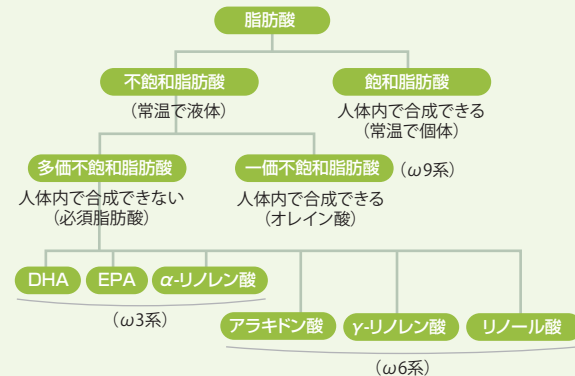 脂肪酸
不飽和脂肪酸
飽和脂肪酸
(常温で液体)
人体内で合成できる
(常温で個体)
多価不飽和脂肪酸
一価不飽和脂肪酸
(ω9系)
人体内で合成できない
(必須脂肪酸)
人体内で合成できる
(オレイン酸)
DHA
EPA
α-リノレン酸
(ω3系)
アラキドン酸
γ-リノレン酸
リノール酸
(ω6系)